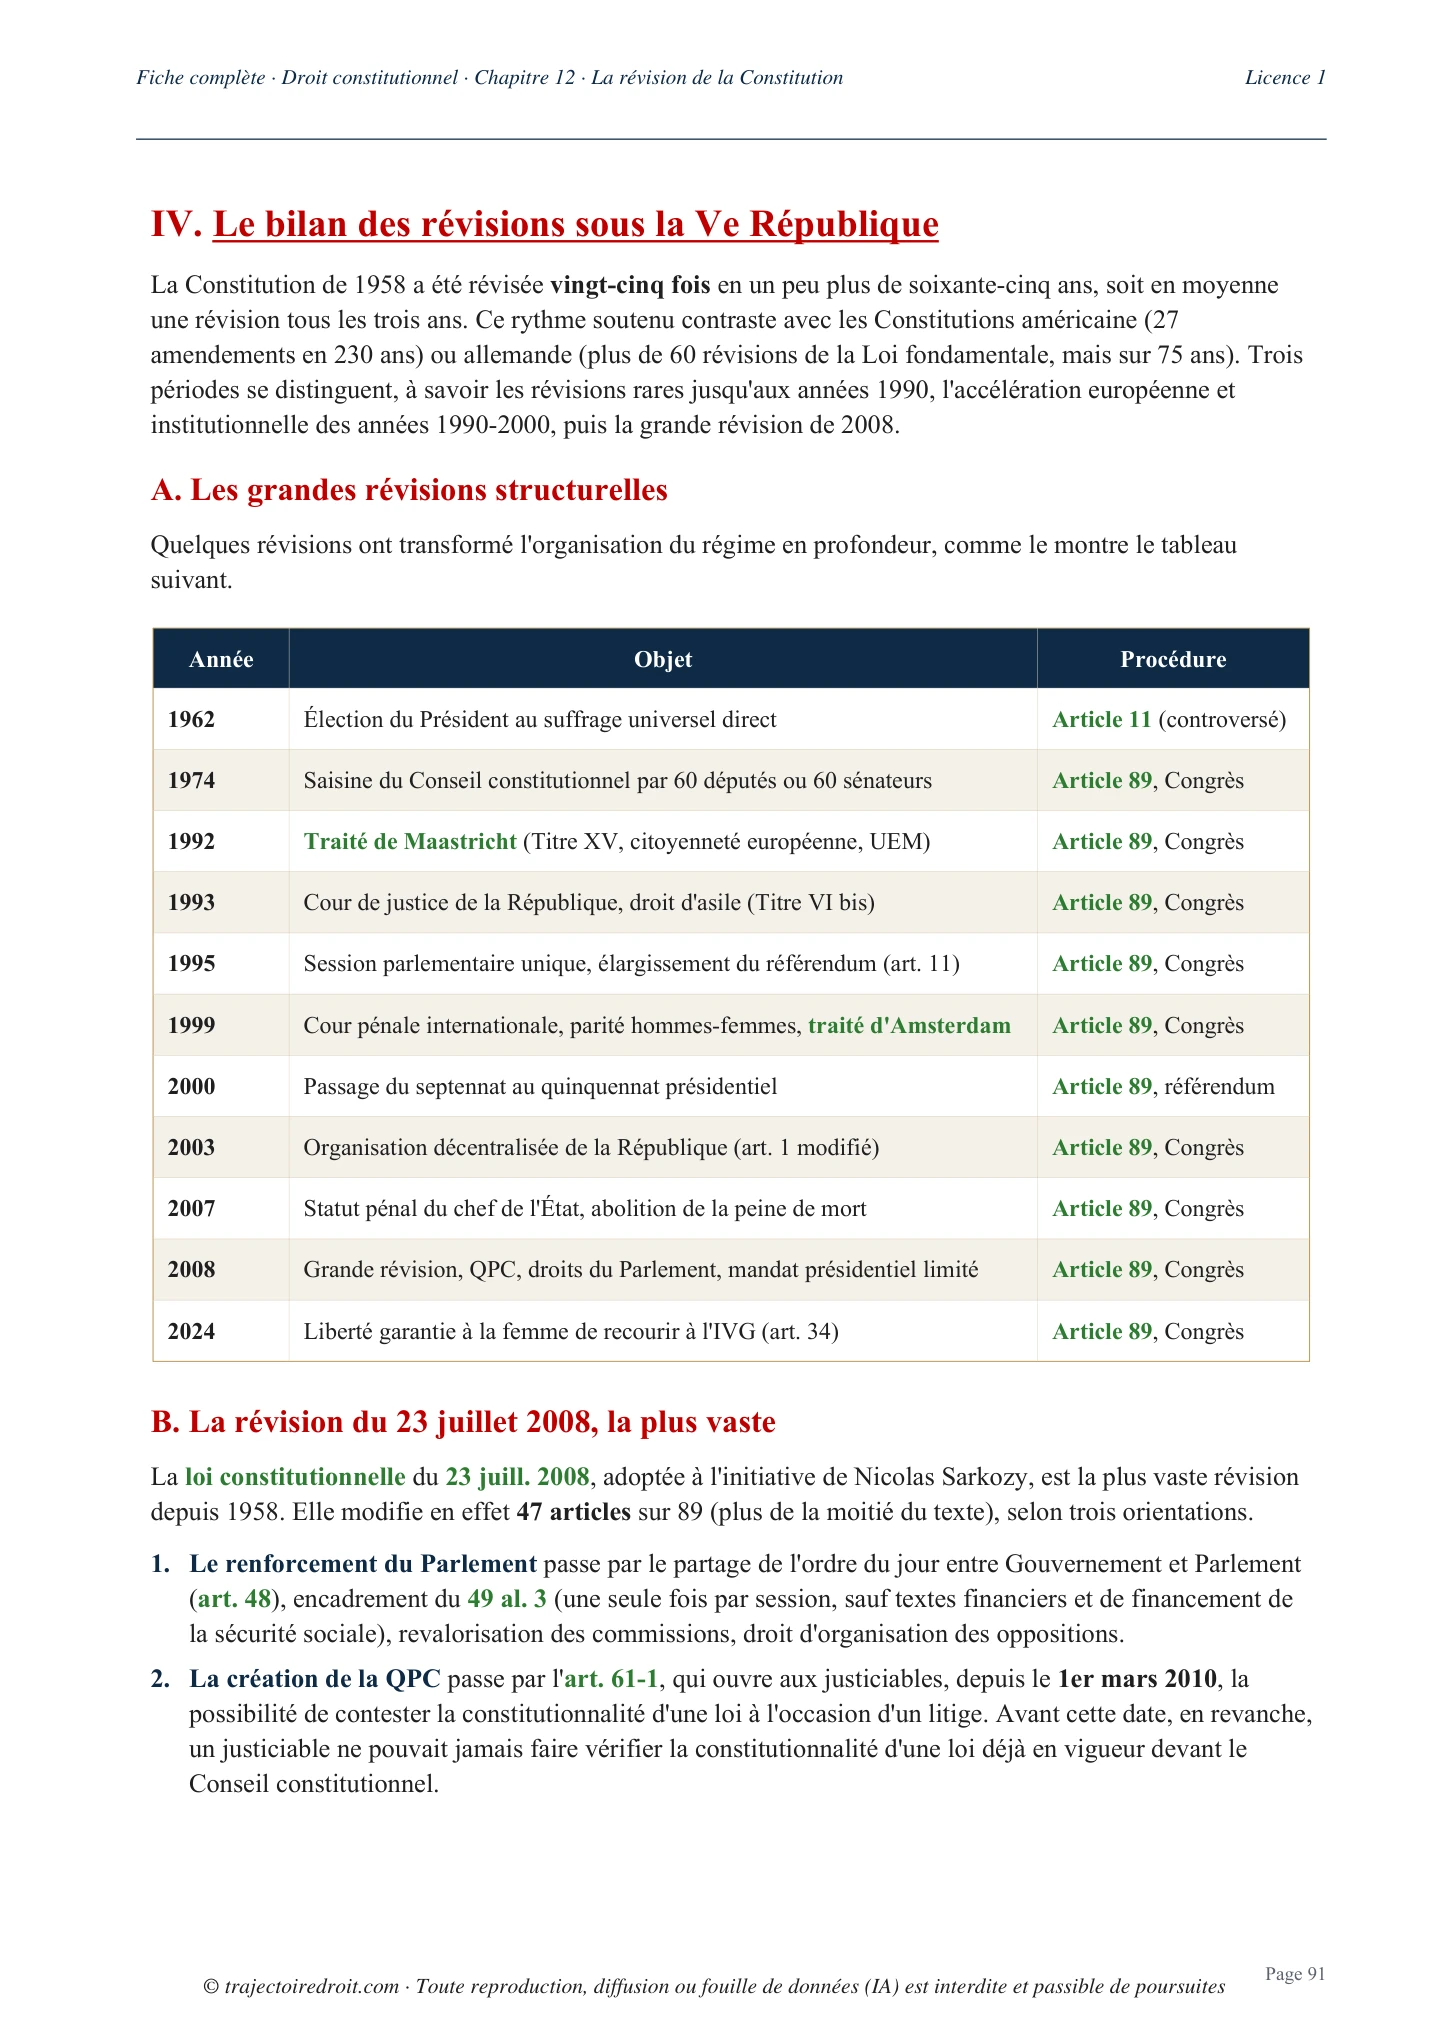 Fiche complète · Droit constitutionnel · Chapitre 12 · La révision de la Constitution Licence 1
IV. Le bilan des révisions sous la Ve République
La Constitution de 1958 a été révisée vingt-cinq fois en un peu plus de soixante-cinq ans, soit en moyenne
une révision tous les trois ans. Ce rythme soutenu contraste avec les Constitutions américaine (27
amendements en 230 ans) ou allemande (plus de 60 révisions de la Loi fondamentale, mais sur 75 ans). Trois
périodes se distinguent, à savoir les révisions rares jusqu'aux années 1990, l'accélération européenne et
institutionnelle des années 1990-2000, puis la grande révision de 2008.
A. Les grandes révisions structurelles
Quelques révisions ont transformé l'organisation du régime en profondeur, comme le montre le tableau
suivant.
Année Objet Procédure
1962 Élection du Président au suffrage universel direct Article 11 (controversé)
1974 Saisine du Conseil constitutionnel par 60 députés ou 60 sénateurs Article 89, Congrès
1992 Traité de Maastricht (Titre XV, citoyenneté européenne, UEM) Article 89, Congrès
1993 Cour de justice de la République, droit d'asile (Titre VI bis) Article 89, Congrès
1995 Session parlementaire unique, élargissement du référendum (art. 11) Article 89, Congrès
1999 Cour pénale internationale, parité hommes-femmes, traité d'Amsterdam Article 89, Congrès
2000 Passage du septennat au quinquennat présidentiel Article 89, référendum
2003 Organisation décentralisée de la République (art. 1 modifié) Article 89, Congrès
2007 Statut pénal du chef de l'État, abolition de la peine de mort Article 89, Congrès
2008 Grande révision, QPC, droits du Parlement, mandat présidentiel limité Article 89, Congrès
2024 Liberté garantie à la femme de recourir à l'IVG (art. 34) Article 89, Congrès
B. La révision du 23 juillet 2008, la plus vaste
La loi constitutionnelle du 23 juill. 2008, adoptée à l'initiative de Nicolas Sarkozy, est la plus vaste révision
depuis 1958. Elle modifie en effet 47 articles sur 89 (plus de la moitié du texte), selon trois orientations.
1. Le renforcement du Parlement passe par le partage de l'ordre du jour entre Gouvernement et Parlement
(art. 48), encadrement du 49 al. 3 (une seule fois par session, sauf textes financiers et de financement de
la sécurité sociale), revalorisation des commissions, droit d'organisation des oppositions.
2. La création de la QPC passe par l'art. 61-1, qui ouvre aux justiciables, depuis le 1er mars 2010, la
possibilité de contester la constitutionnalité d'une loi à l'occasion d'un litige. Avant cette date, en revanche,
un justiciable ne pouvait jamais faire vérifier la constitutionnalité d'une loi déjà en vigueur devant le
Conseil constitutionnel.
© trajectoiredroit.com · Toute reproduction, diffusion ou fouille de données (IA) est interdite et passible de poursuites Page 91